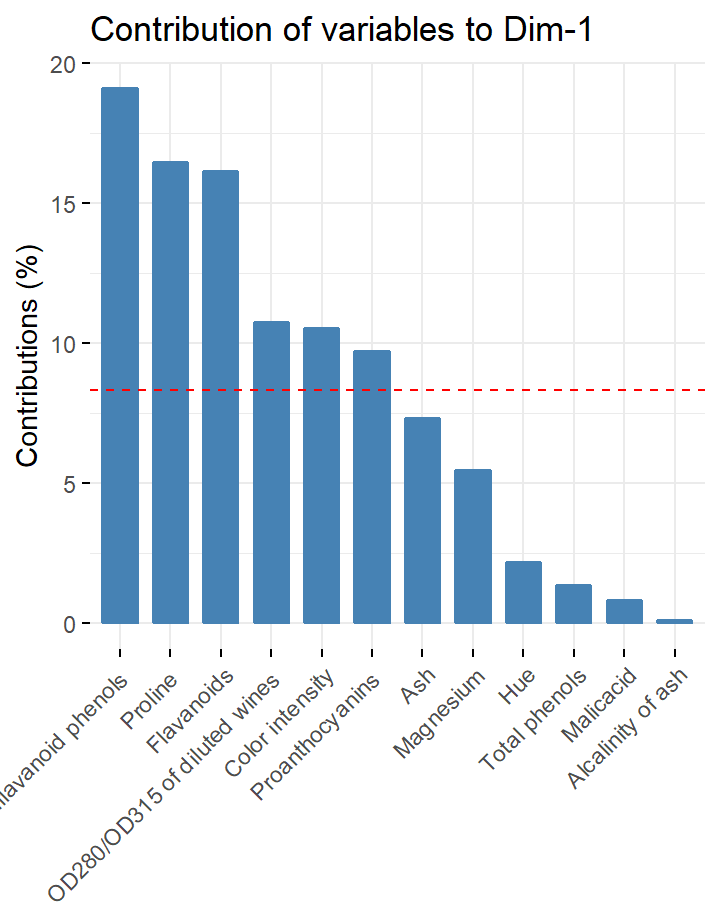 Contribution of variables to Dim-1
Contributions (%)
20
15
10
5
0
phenols
Proline
Flavanoids
OD280/OD315 of diluted wines
Color intensity
Proanthocyanins
Ash
Magnesium
Hue
Total phenols
Malicacid
Alcalinity of ash